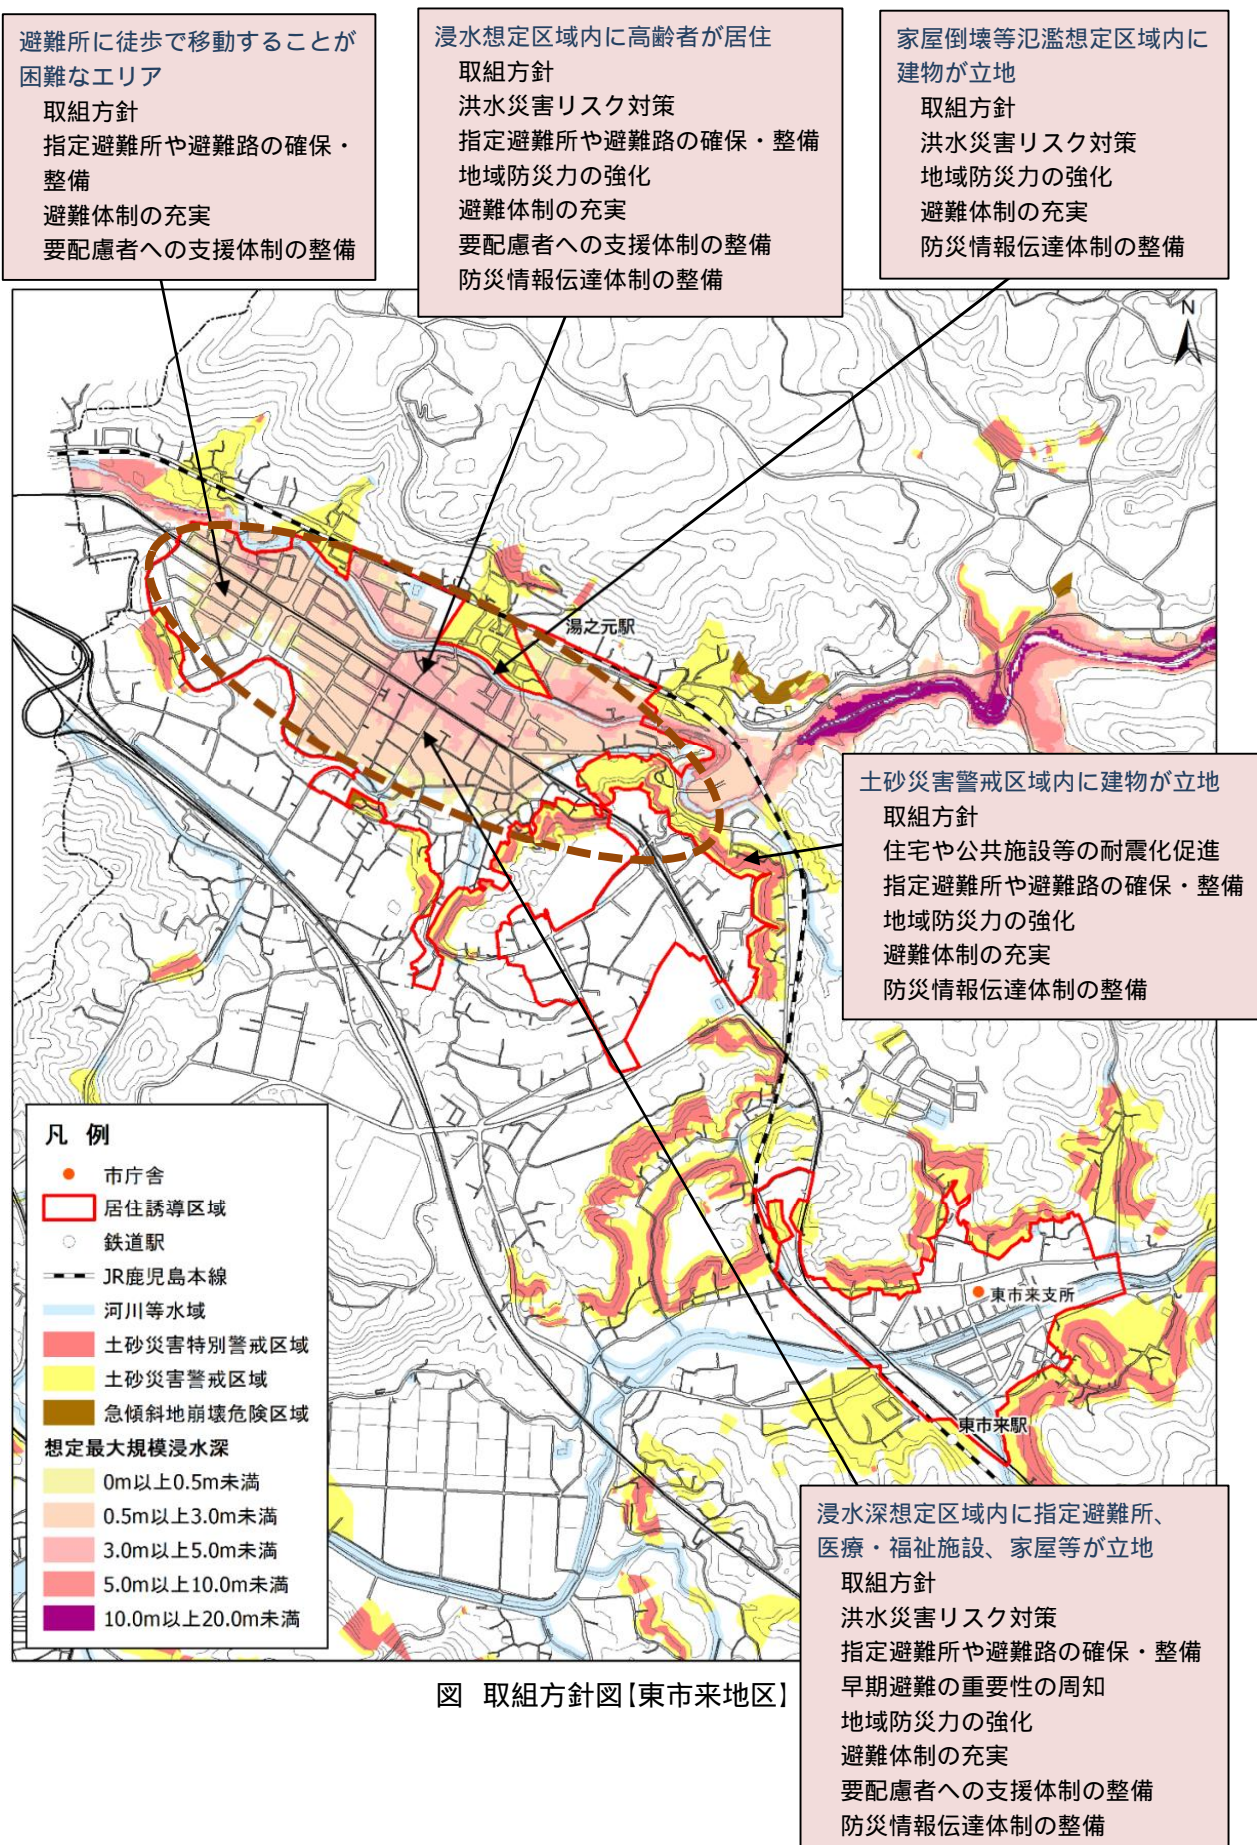 避難所に徒歩で移動することが
困難なエリア
取組方針
指定避難所や避難路の確保・
整備
避難体制の充実
要配慮者への支援体制の整備
浸水想定区域内に高齢者が居住
取組方針
洪水災害リスク対策
指定避難所や避難路の確保・整備
地域防災力の強化
避難体制の充実
要配慮者への支援体制の整備
防災情報伝達体制の整備
家屋倒壊等氾濫想定区域内に
建物が立地
取組方針
洪水災害リスク対策
地域防災力の強化
避難体制の充実
防災情報伝達体制の整備
N
湯之元駅
土砂災害警戒区域内に建物が立地
取組方針
住宅や公共施設等の耐震化促進
指定避難所や避難路の確保・整備
地域防災力の強化
避難体制の充実
防災情報伝達体制の整備
凡 例
市庁舎
居住誘導区域
鉄道駅
JR鹿児島本線
河川等水域
土砂災害特別警戒区域
土砂災害警戒区域
急傾斜地崩壊危険区域
想定最大規模浸水深
0m以上0.5m未満
0.5m以上3.0m未満
3.0m以上5.0m未満
5.0m以上10.0m未満
10.0m以上20.0m未満
東市来支所
東市来駅
浸水深想定区域内に指定避難所、
医療・福祉施設、家屋等が立地
取組方針
洪水災害リスク対策
指定避難所や避難路の確保・整備
早期避難の重要性の周知
地域防災力の強化
避難体制の充実
要配慮者への支援体制の整備
防災情報伝達体制の整備
図 取組方針図【東市来地区】